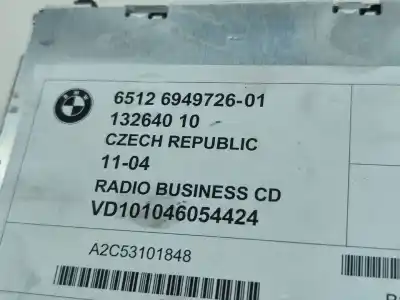 6512 6949726-01
132640 10
CZECH REPUBLIC
11-04
RADIO BUSINESS CD
VD101046054424
A2C53101848